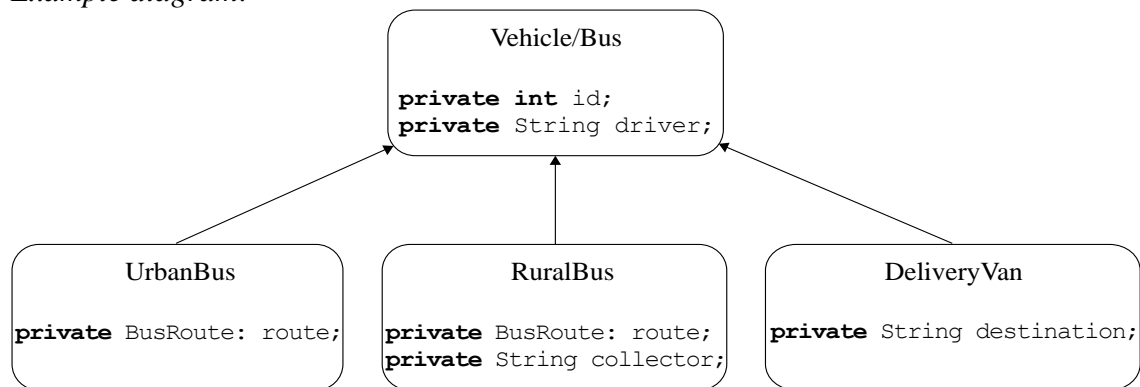 Example diagram:
Vehicle/Bus
private int id;
private String driver;
UrbanBus
private BusRoute: route;
RuralBus
private BusRoute: route;
private String collector;
DeliveryVan
private String destination;